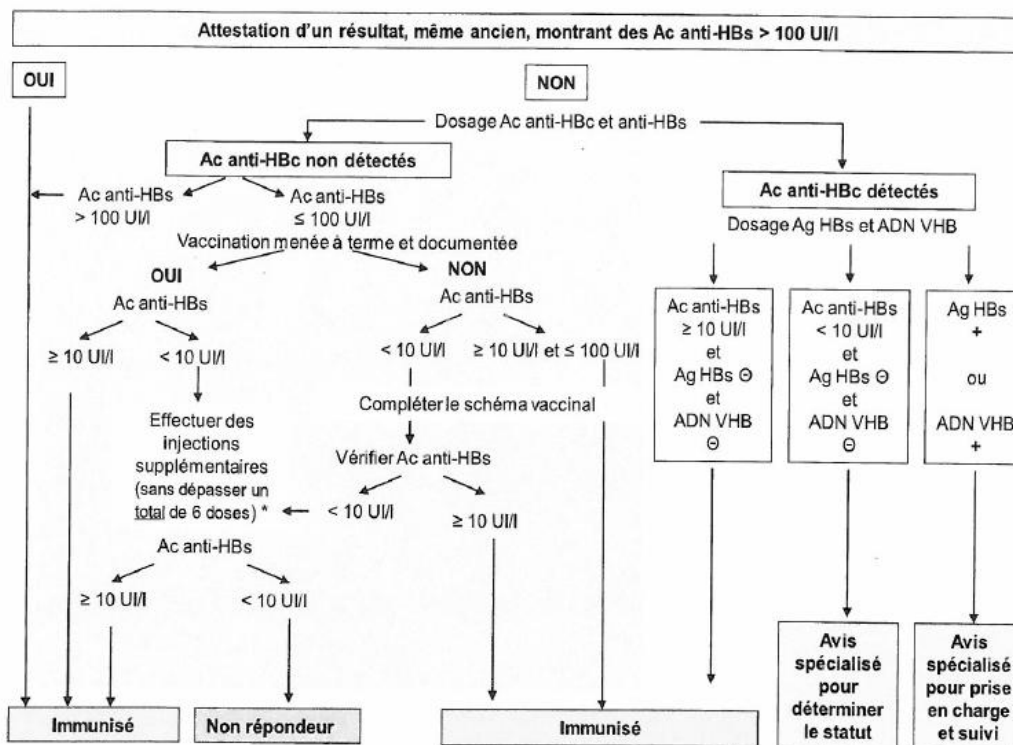 Attestation d'un résultat, même ancien, montrant des Ac anti-HBs > 100 UI/l
OUI
NON
Dosage Ac anti-HBc et anti-HBs
Ac anti-HBc non détectés
Ac anti-HBs
> 100 UI/l
Ac anti-HBs
≤ 100 UI/l
Ac anti-HBc détectés
Dosage Ag HBs et ADN VHB
Vaccination menée à terme et documentée
OUI
Ac anti-HBs
≥ 10 UI/l
< 10 UI/l
Effectuer des
injections
supplémentaires
(sans dépasser un
total de 6 doses) *
Ac anti-HBs
≥ 10 UI/l
< 10 UI/l
NON
Ac anti-HBs
< 10 UI/l
≥ 10 UI/l et ≤ 100 UI/l
Compléter le schéma vaccinal
Vérifier Ac anti-HBs
< 10 UI/l
≥ 10 UI/l
Ac anti-HBs
≥ 10 UI/l
et
Ag HBs Θ
et
ADN VHB
Θ
Ac anti-HBs
< 10 UI/l
et
Ag HBs Θ
et
ADN VHB
Θ
Ag HBs
+
ou
ADN VHB
+
Immunisé
Non répondeur
Immunisé
Avis
spécialisé
pour
déterminer
le statut
Avis
spécialisé
pour prise
en charge
et suivi